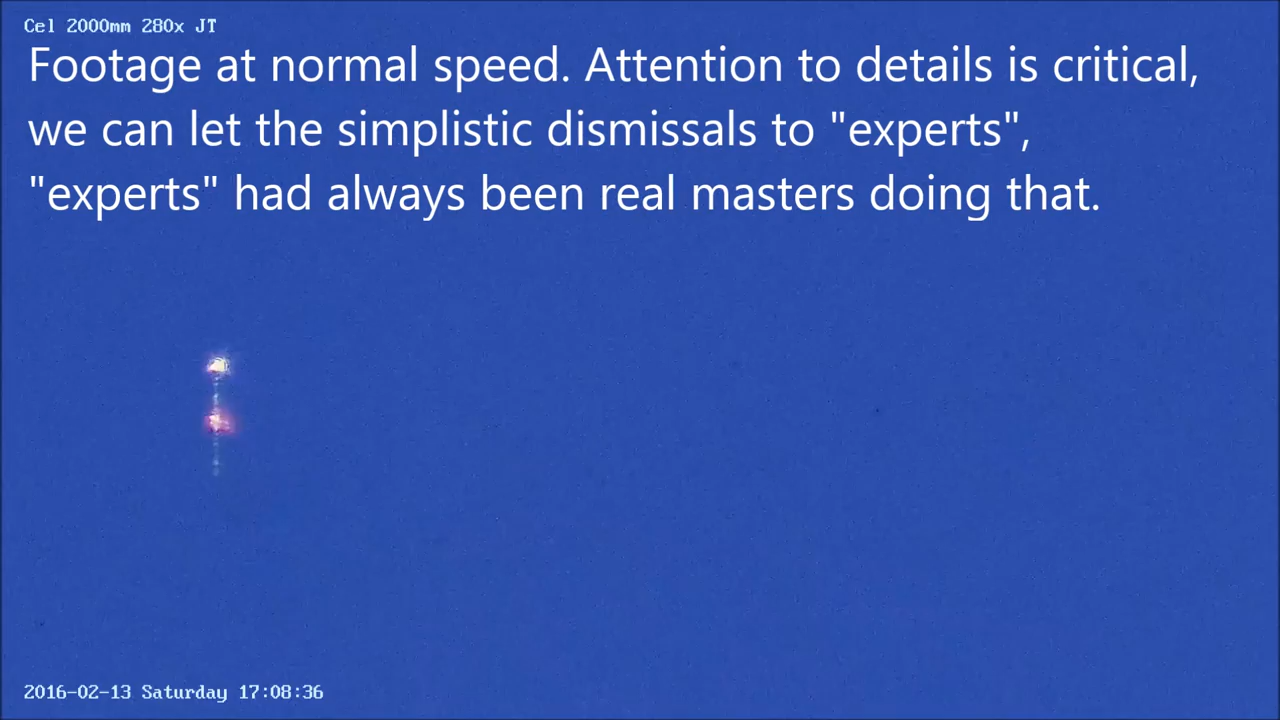 Cel 2000mm 280x JT
Footage at normal speed. Attention to details is critical,
we can let the simplistic dismissals to "experts",
"experts" had always been real masters doing that.
2016-02-13 Saturday 17:08:36